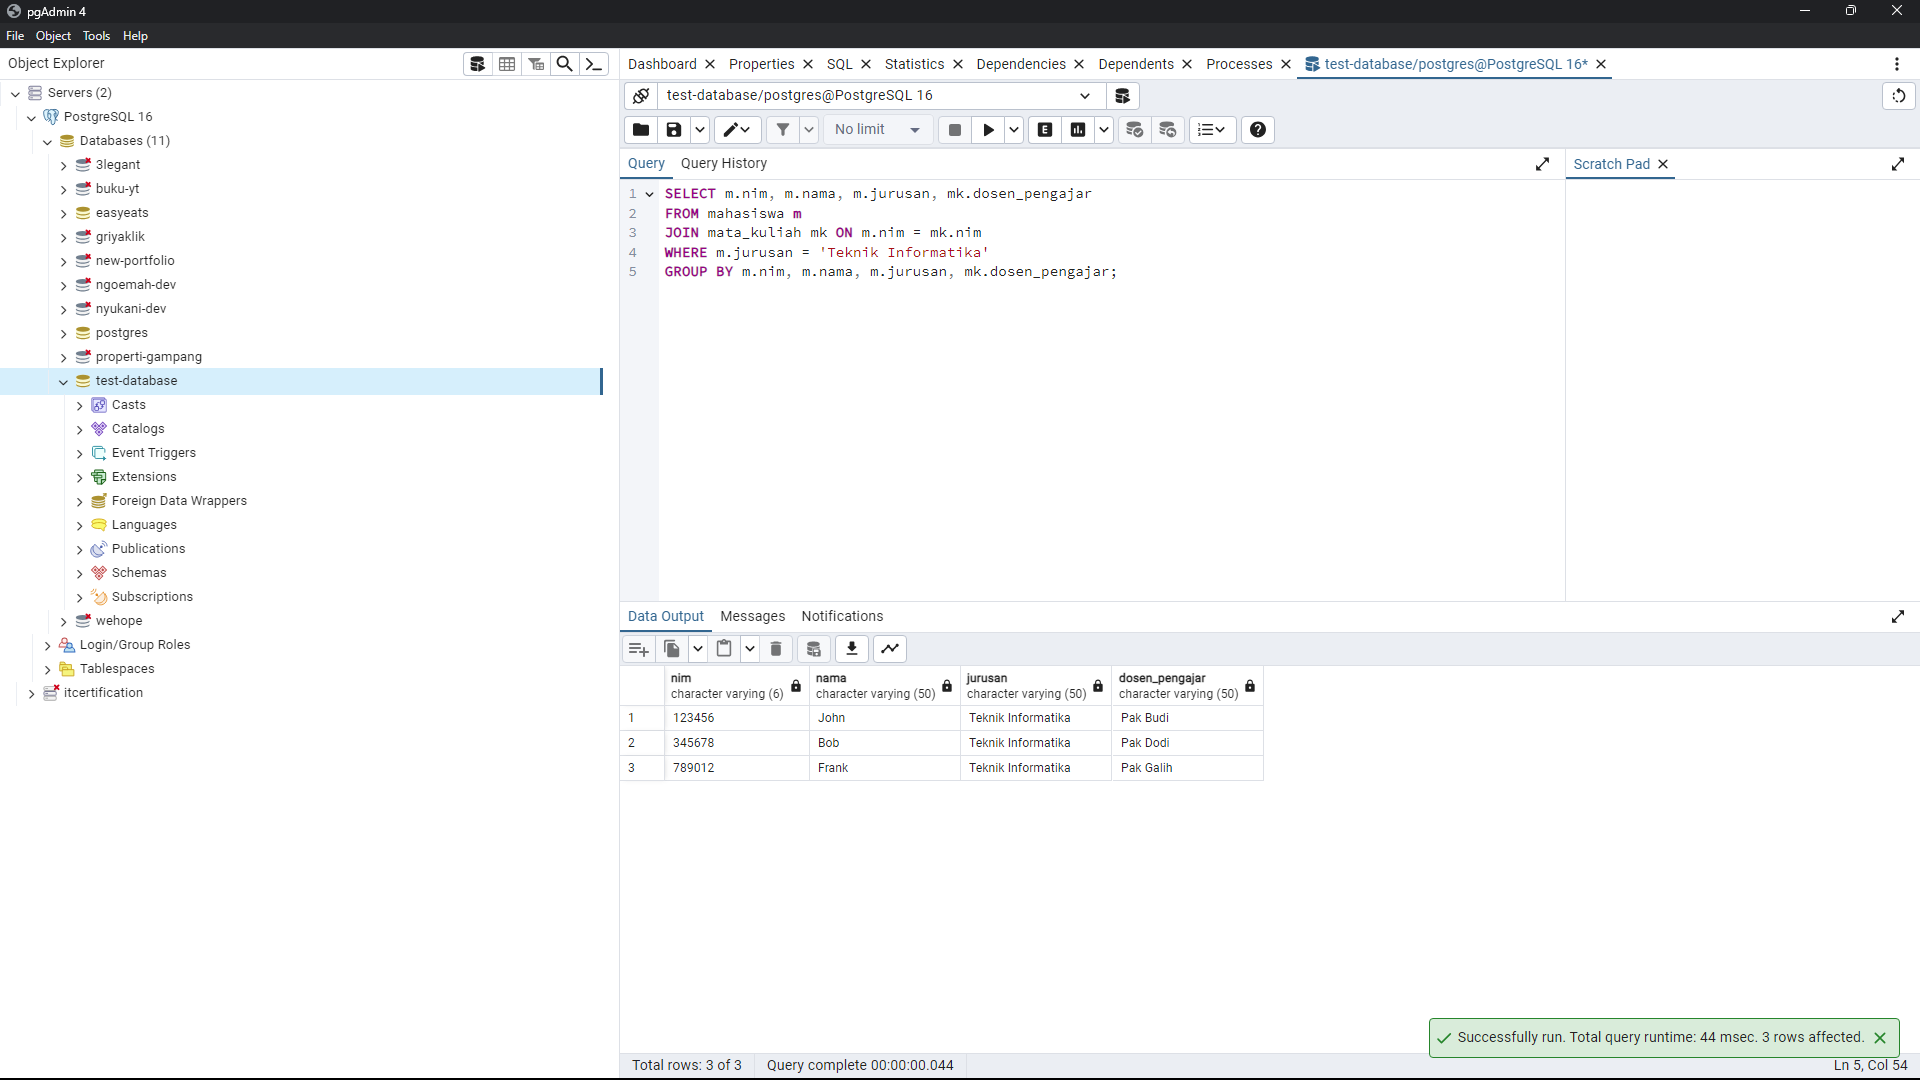 pgAdmin 4
File Object Tools Help
Object Explorer
Servers (2)
PostgreSQL 16
Databases (11)
3legant
buku-yt
easyeats
griyaklik
new-portfolio
ngoemah-dev
nyukani-dev
postgres
properti-gampang
test-database
Casts
Catalogs
Event Triggers
Extensions
Foreign Data Wrappers
Languages
Publications
Schemas
Subscriptions
wehope
Login/Group Roles
Tablespaces
itcertification
Dashboard Properties SQL Statistics Dependencies Dependents Processes test-database/postgres@PostgreSQL 16*
test-database/postgres@PostgreSQL 16
No limit E
Query Query History
Scratch Pad
1 SELECT m.nim, m.nama, m.jurusan, mk.dosen_pengajar
2 FROM mahasiswa m
3 JOIN mata_kuliah mk ON m.nim = mk.nim
4 WHERE m.jurusan = 'Teknik Informatika'
5 GROUP BY m.nim, m.nama, m.jurusan, mk.dosen_pengajar;
Data Output Messages Notifications
nim nama jurusan dosen_pengajar
character varying (6) character varying (50) character varying (50) character varying (50)
1 123456 John Teknik Informatika Pak Budi
2 345678 Bob Teknik Informatika Pak Dodi
3 789012 Frank Teknik Informatika Pak Galih
Successfully run. Total query runtime: 44 msec. 3 rows affected.
Total rows: 3 of 3 Query complete 00:00:00.044 Ln 5, Col 54